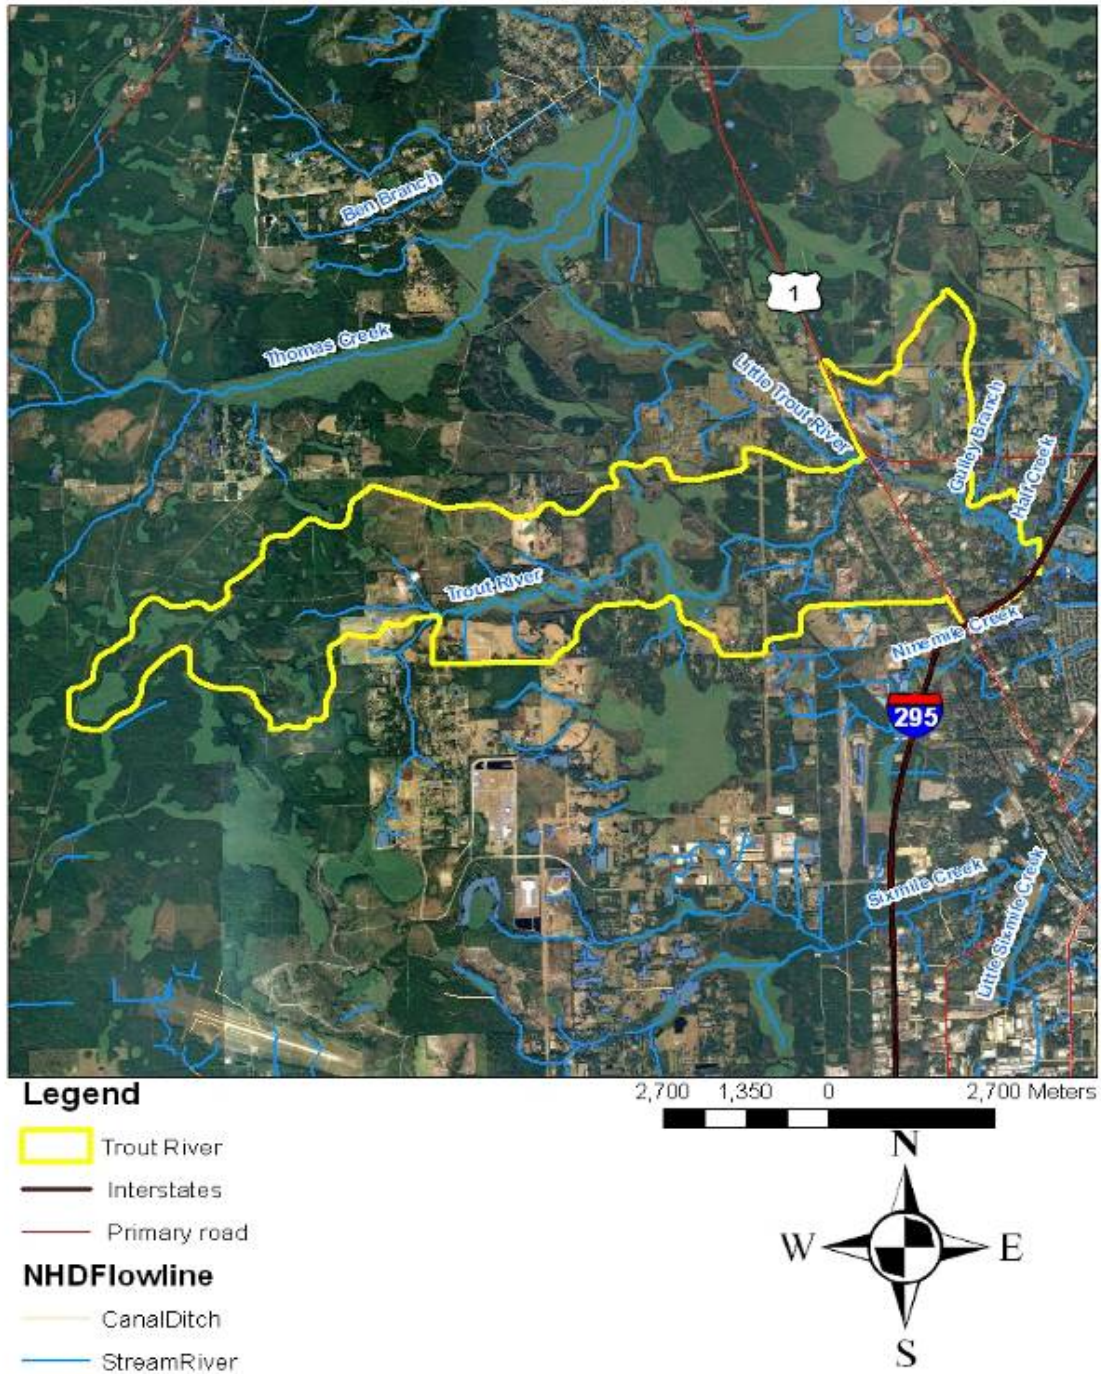 Ben Branch
1
Thomas Creek
Little Trout River
Gulley Branch
Half Creek
Trout River
Ninemile Creek
295
Sixmile Creek
Little Sixmile Creek
Legend
2,700 1,350 0 2,700 Meters
Trout River
Interstates
Primary road
NHDFlowline
CanalDitch
StreamRiver
N
W E
S